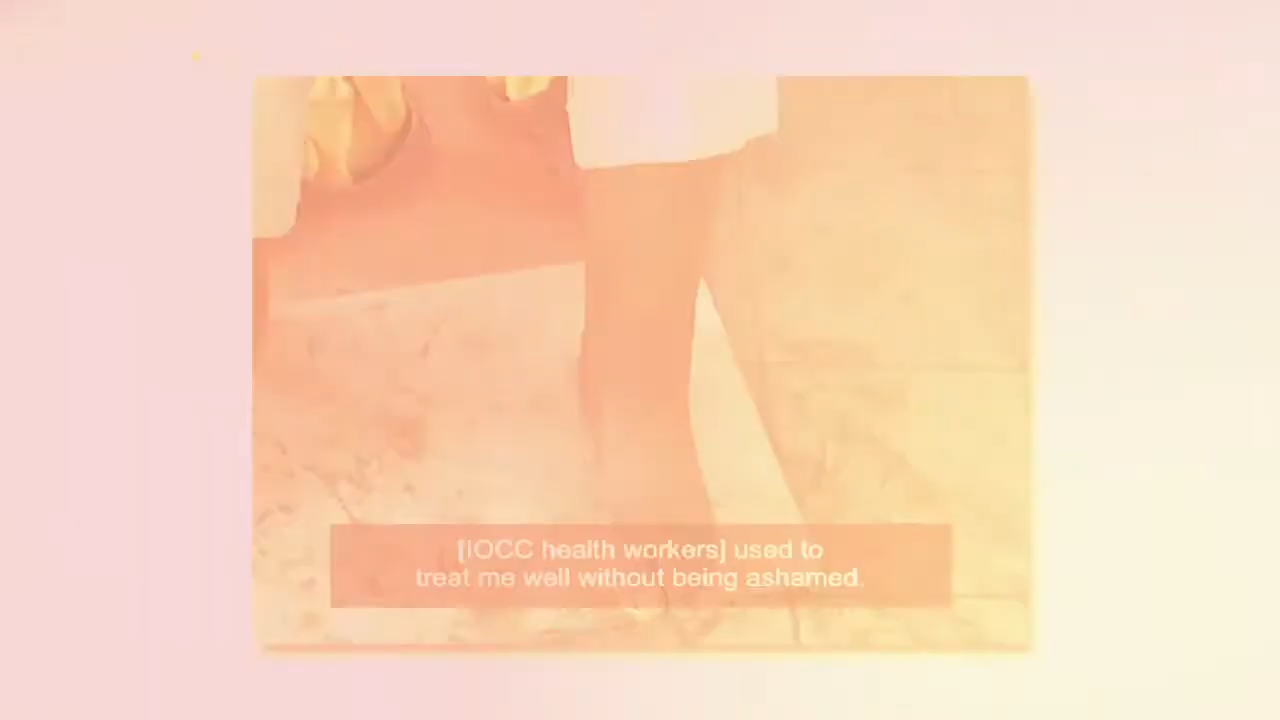 [IOCC health workers] used to
treat me well without being ashamed.